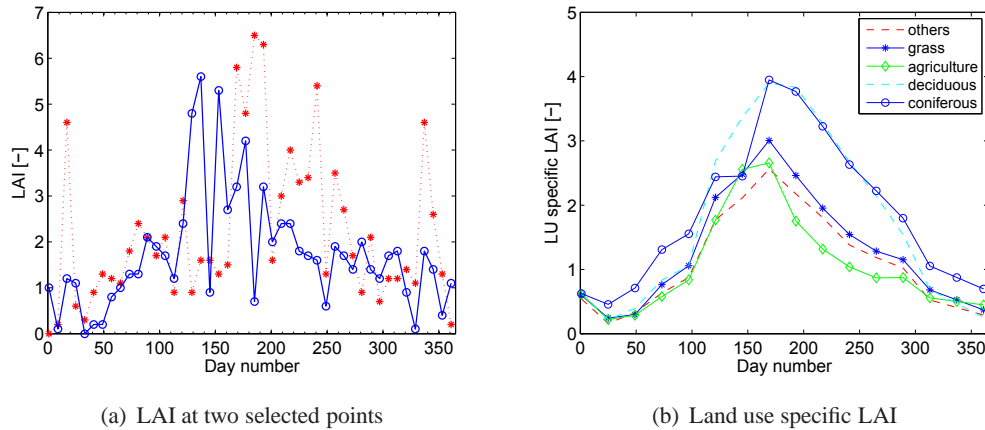 7
6
5
4
3
2
1
0
LAI [−]
0 50 100 150 200 250 300 350
Day number
(a) LAI at two selected points
5
4
3
2
1
0
LU specific LAI [−]
others
grass
agriculture
deciduous
coniferous
0 50 100 150 200 250 300 350
Day number
(b) Land use specific LAI